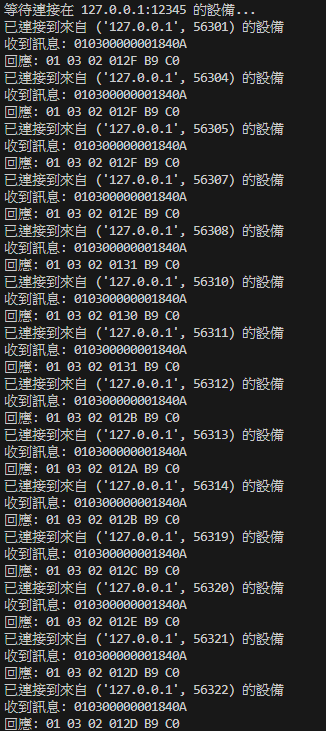 等待連接在 127.0.0.1:12345 的設備...
已連接到來自 ('127.0.0.1', 56301) 的設備
收到訊息: 010300000001840A
回應: 01 03 02 012F B9 C0
已連接到來自 ('127.0.0.1', 56304) 的設備
收到訊息: 010300000001840A
回應: 01 03 02 012F B9 C0
已連接到來自 ('127.0.0.1', 56305) 的設備
收到訊息: 010300000001840A
回應: 01 03 02 012F B9 C0
已連接到來自 ('127.0.0.1', 56307) 的設備
收到訊息: 010300000001840A
回應: 01 03 02 012E B9 C0
已連接到來自 ('127.0.0.1', 56308) 的設備
收到訊息: 010300000001840A
回應: 01 03 02 0131 B9 C0
已連接到來自 ('127.0.0.1', 56310) 的設備
收到訊息: 010300000001840A
回應: 01 03 02 0130 B9 C0
已連接到來自 ('127.0.0.1', 56311) 的設備
收到訊息: 010300000001840A
回應: 01 03 02 0131 B9 C0
已連接到來自 ('127.0.0.1', 56312) 的設備
收到訊息: 010300000001840A
回應: 01 03 02 012B B9 C0
已連接到來自 ('127.0.0.1', 56313) 的設備
收到訊息: 010300000001840A
回應: 01 03 02 012A B9 C0
已連接到來自 ('127.0.0.1', 56314) 的設備
收到訊息: 010300000001840A
回應: 01 03 02 012B B9 C0
已連接到來自 ('127.0.0.1', 56319) 的設備
收到訊息: 010300000001840A
回應: 01 03 02 012C B9 C0
已連接到來自 ('127.0.0.1', 56320) 的設備
收到訊息: 010300000001840A
回應: 01 03 02 012E B9 C0
已連接到來自 ('127.0.0.1', 56321) 的設備
收到訊息: 010300000001840A
回應: 01 03 02 012D B9 C0
已連接到來自 ('127.0.0.1', 56322) 的設備
收到訊息: 010300000001840A
回應: 01 03 02 012D B9 C0